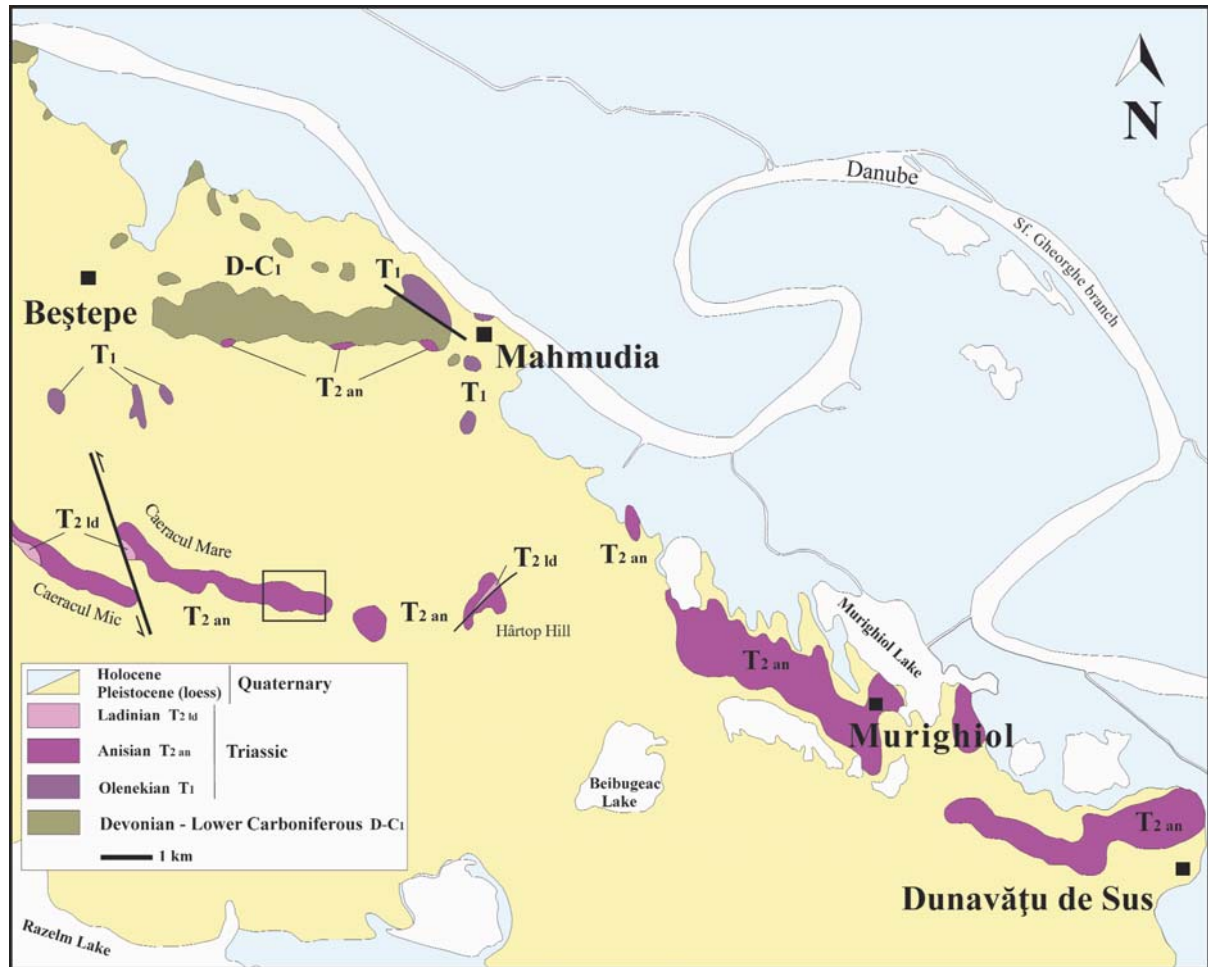 N
Danube
Sf. Gheorghe branch
D-C1
T1
Beştepe
Mahmudia
T1
T2 an
T1
T2 ld
Caeracul Mare
T2 an
T2 ld
Caeracul Mic
T2 an
T2 an
Hârtop Hill
Murighiol Lake
T2 an
Murighiol
Beibugeac
Lake
Holocene
Pleistocene (loess)
Quaternary
Ladinian T2 ld
Anisian T2 an
Triassic
Olenekian T1
Devonian - Lower Carboniferous D-C1
1 km
T2 an
Dunavăţu de Sus
Razelm Lake